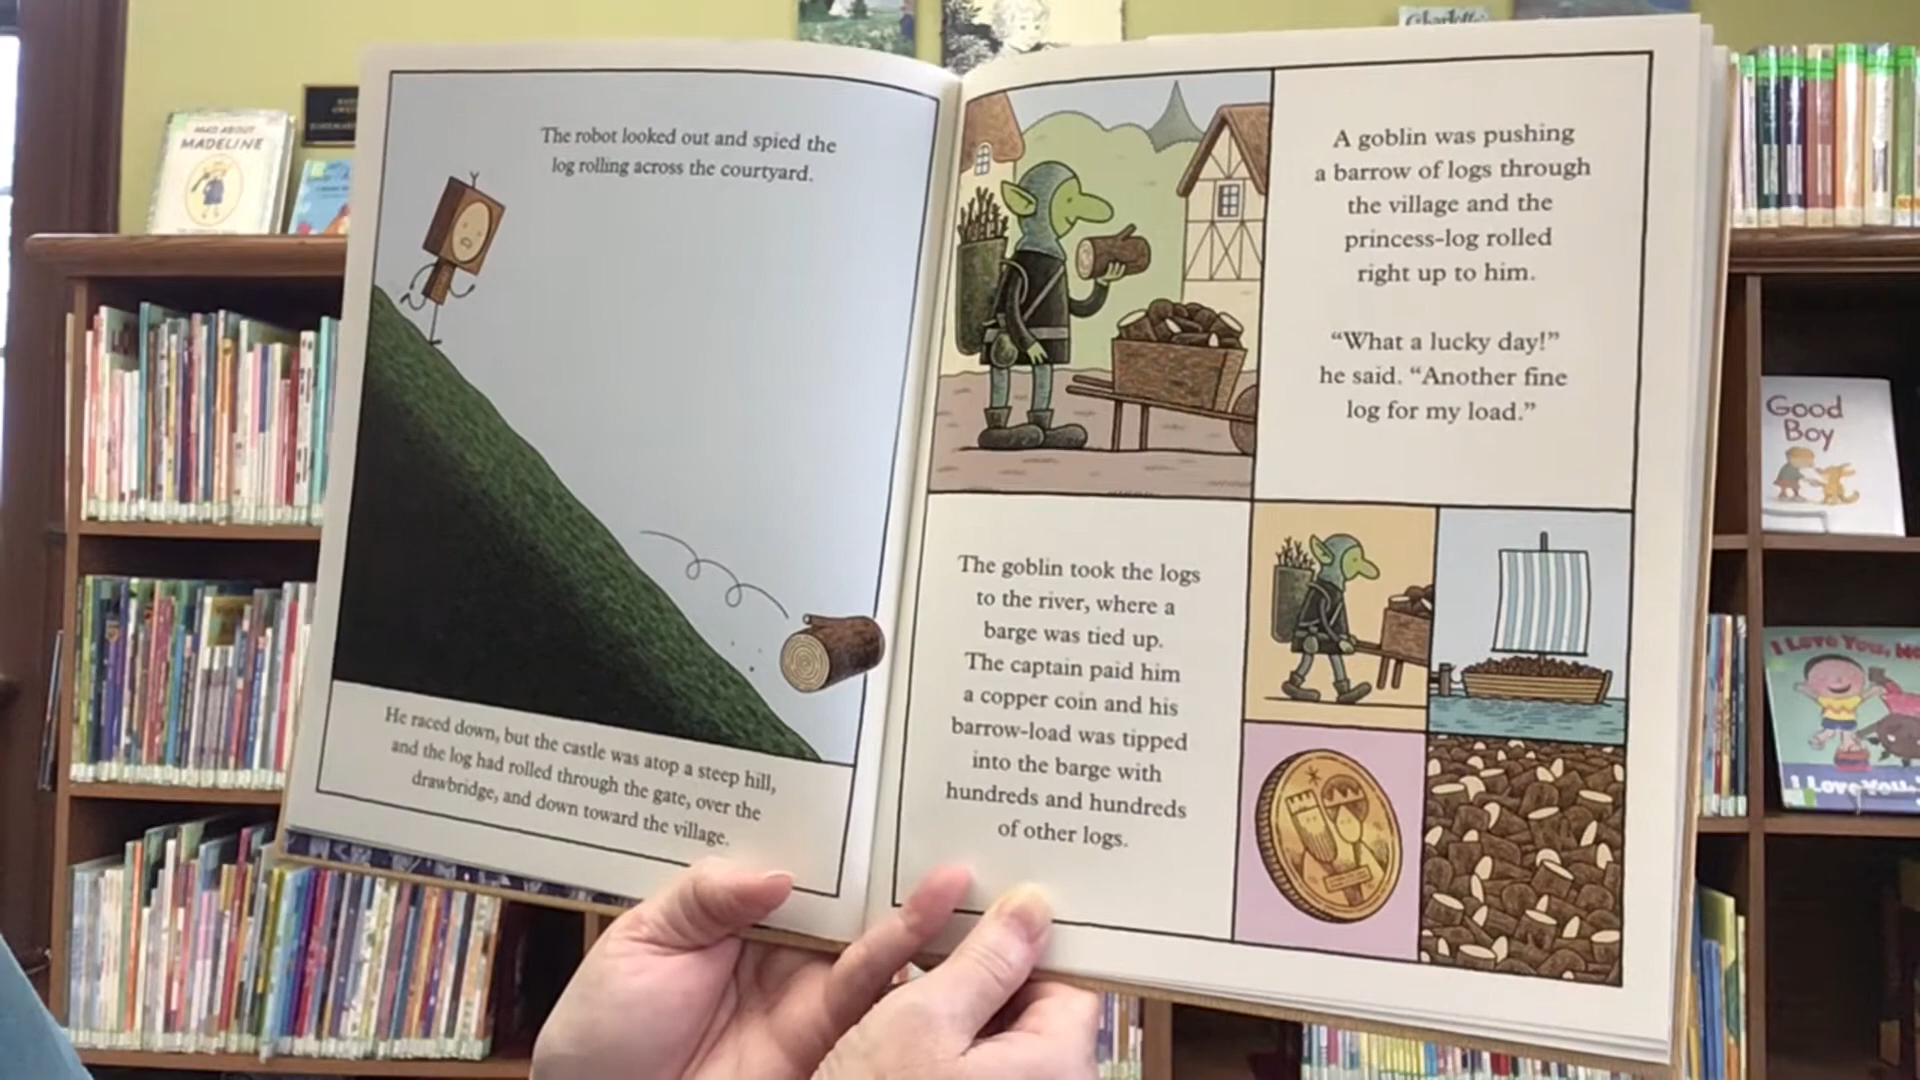 The robot looked out and spied the
log rolling across the courtyard.
He raced down, but the castle was atop a steep hill,
and the log had rolled through the gate, over the
drawbridge, and down toward the village.
A goblin was pushing
a barrow of logs through
the village and the
princess-log rolled
right up to him.
“What a lucky day!”
he said. “Another fine
log for my load.”
The goblin took the logs
to the river, where a
barge was tied up.
The captain paid him
a copper coin and his
barrow-load was tipped
into the barge with
hundreds and hundreds
of other logs.
MAD ABOUT
MADELINE
Charlotte's
Good
Boy
I Love You,
I Love You,